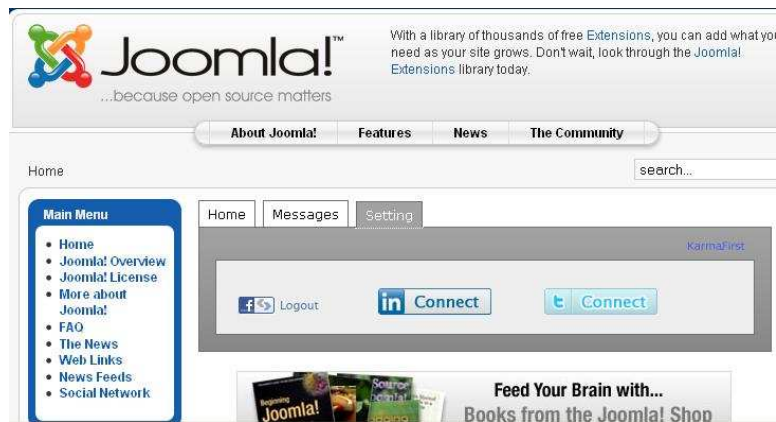 Joomla!™
...because open source matters
With a library of thousands of free Extensions, you can add what you
need as your site grows. Don't wait, look through the Joomla!
Extensions library today.
About Joomla! Features News The Community
Home
search...
Main Menu
Home
Joomla! Overview
Joomla! License
More about
Joomla!
FAQ
The News
Web Links
News Feeds
Social Network
Home Messages Setting
KarmaFirst
f Logout
in Connect
t Connect
Beginning
Joomla!
Source
Feed Your Brain with...
Books from the Joomla! Shop